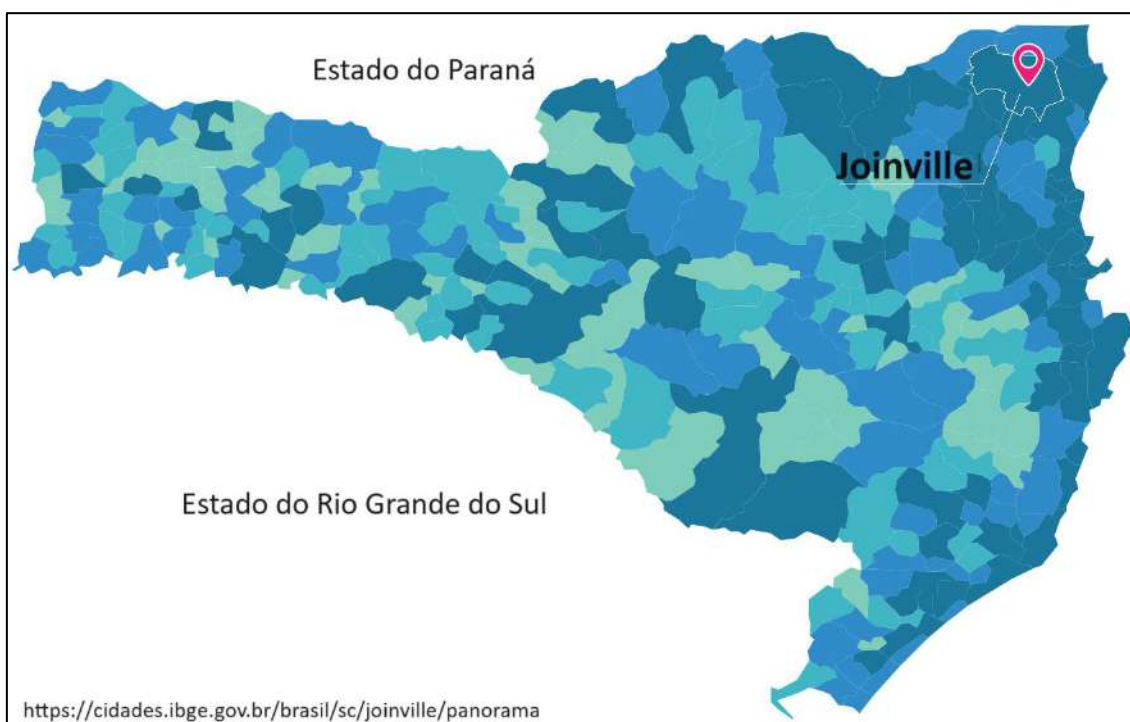 Estado do Paraná
Joinville
Estado do Rio Grande do Sul
https://cidades.ibge.gov.br/brasil/sc/joinville/panorama